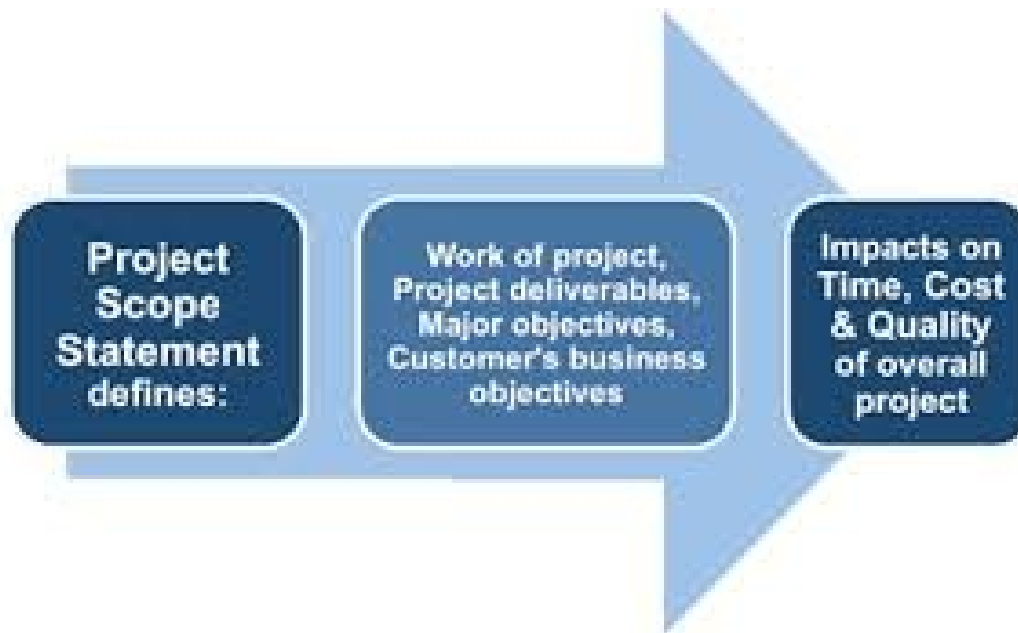 Project
Scope
Statement
defines:
Work of project,
Project deliverables,
Major objectives,
Customer's business
objectives
Impacts on
Time, Cost
& Quality
of overall
project